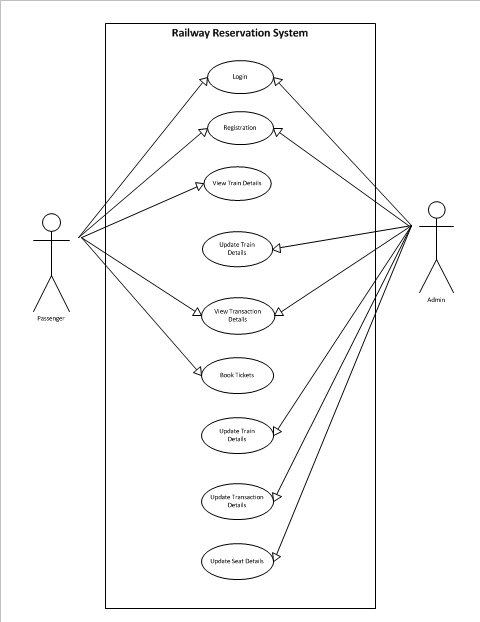 Railway Reservation System
Login
Registration
View Train Details
Update Train
Details
View Transaction
Details
Book Tickets
Update Train
Details
Update Transaction
Details
Update Seat Details
Passenger
Admin